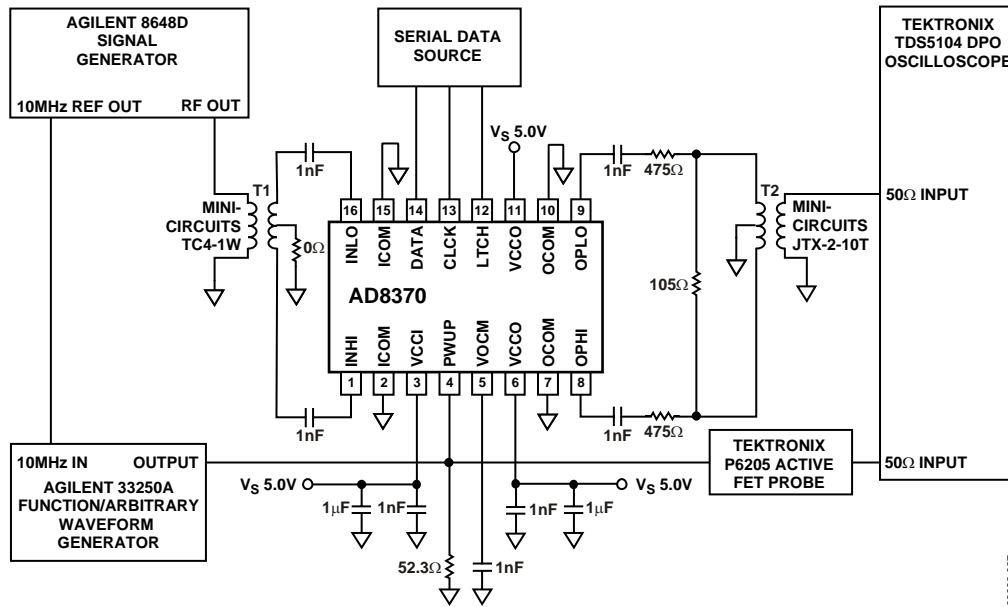 AGILENT 8648D
SIGNAL
GENERATOR
10MHz REF OUT RF OUT
SERIAL DATA
SOURCE
TEKTRONIX
TDS5104 DPO
OSCILLOSCOPE
VS 5.0V
1nF
1nF
475Ω
T1
MINI-
CIRCUITS
TC4-1W
0Ω
16 15 14 13 12 11 10 9
INLO ICOM DATA CLCK LTCH VCCO OCOM OPLO
AD8370
INHI ICOM VCCI PWUP VOCM VCCO OCOM OPHI
1 2 3 4 5 6 7 8
105Ω
T2
MINI-
CIRCUITS
JTX-2-10T
50Ω INPUT
1nF
1nF
475Ω
10MHz IN OUTPUT
AGILENT 33250A
FUNCTION/ARBITRARY
WAVEFORM
GENERATOR
VS 5.0V
1µF
1nF
52.3Ω
1nF
1nF
1µF
VS 5.0V
TEKTRONIX
P6205 ACTIVE
FET PROBE
50Ω INPUT